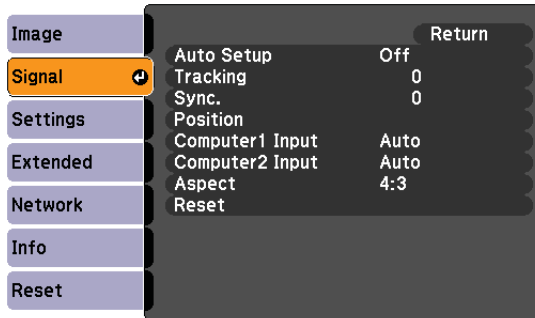 Image
Signal
Settings
Extended
Network
Info
Reset
Return
Auto Setup Off
Tracking 0
Sync. 0
Position
Computer1 Input Auto
Computer2 Input Auto
Aspect 4:3
Reset